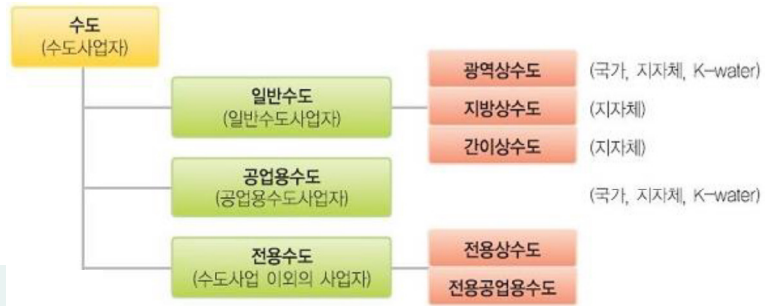 수도
(수도사업자)
일반수도
(일반수도사업자)
광역상수도 (국가, 지자체, K-water)
지방상수도 (지자체)
간이상수도 (지자체)
공업용수도
(공업용수도사업자) (국가, 지자체, K-water)
전용수도
(수도사업 이외의 사업자)
전용상수도
전용공업용수도